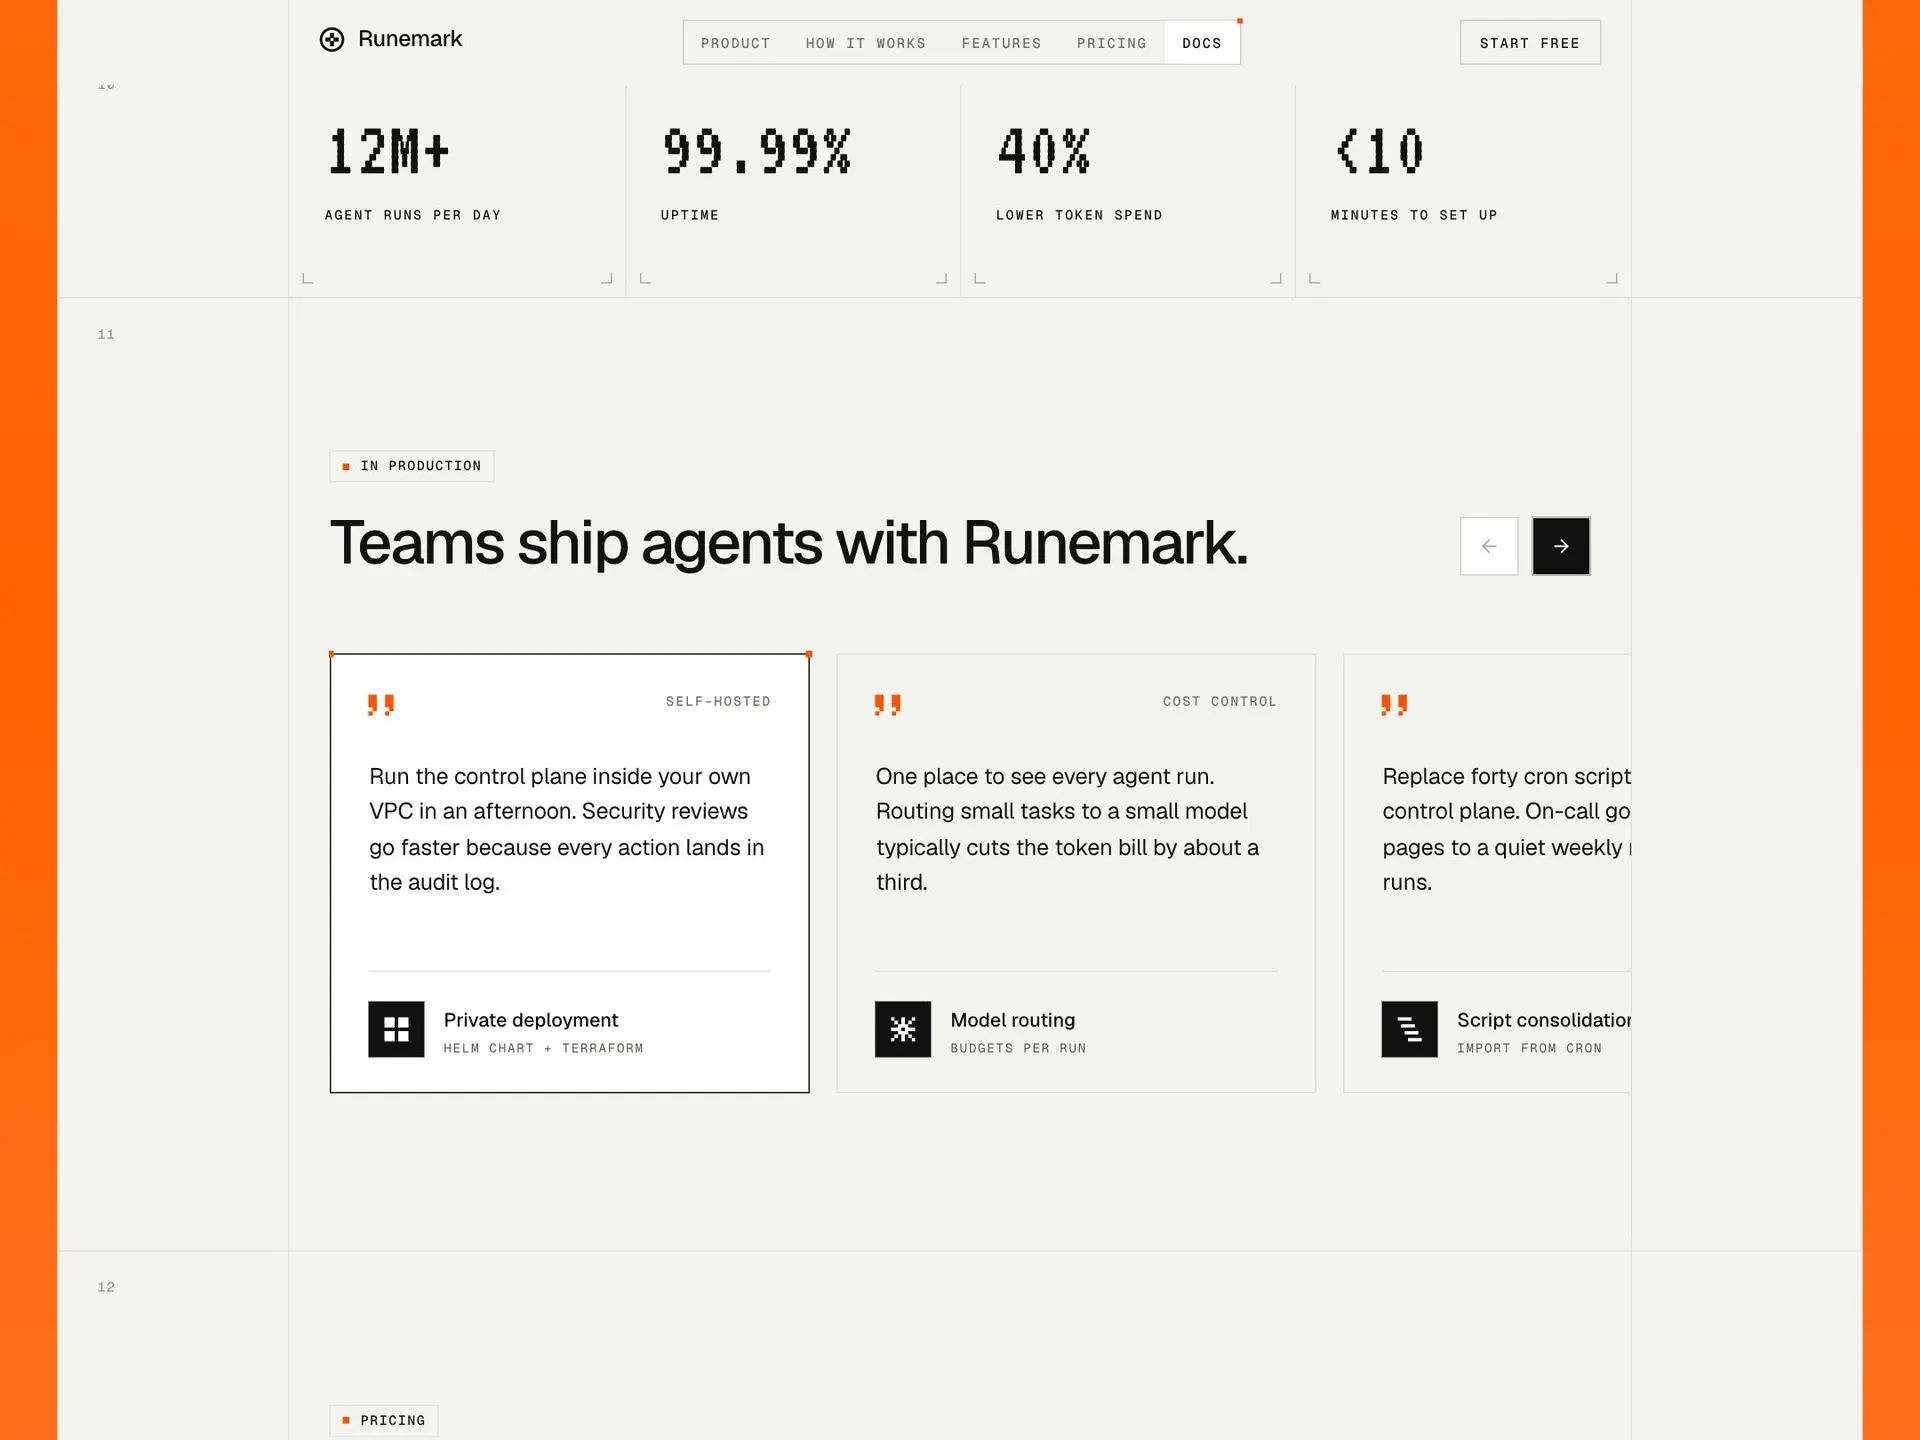 Runemark
PRODUCT
HOW IT WORKS
FEATURES
PRICING
DOCS
START FREE
12M+
AGENT RUNS PER DAY
99.99%
UPTIME
40%
LOWER TOKEN SPEND
<10
MINUTES TO SET UP
11
IN PRODUCTION
Teams ship agents with Runemark.
SELF-HOSTED
Run the control plane inside your own
VPC in an afternoon. Security reviews
go faster because every action lands in
the audit log.
Private deployment
HELM CHART + TERRAFORM
COST CONTROL
One place to see every agent run.
Routing small tasks to a small model
typically cuts the token bill by about a
third.
Model routing
BUDGETS PER RUN
Replace forty cron script
control plane. On-call go
pages to a quiet weekly
runs.
Script consolidation
IMPORT FROM CRON
12
PRICING